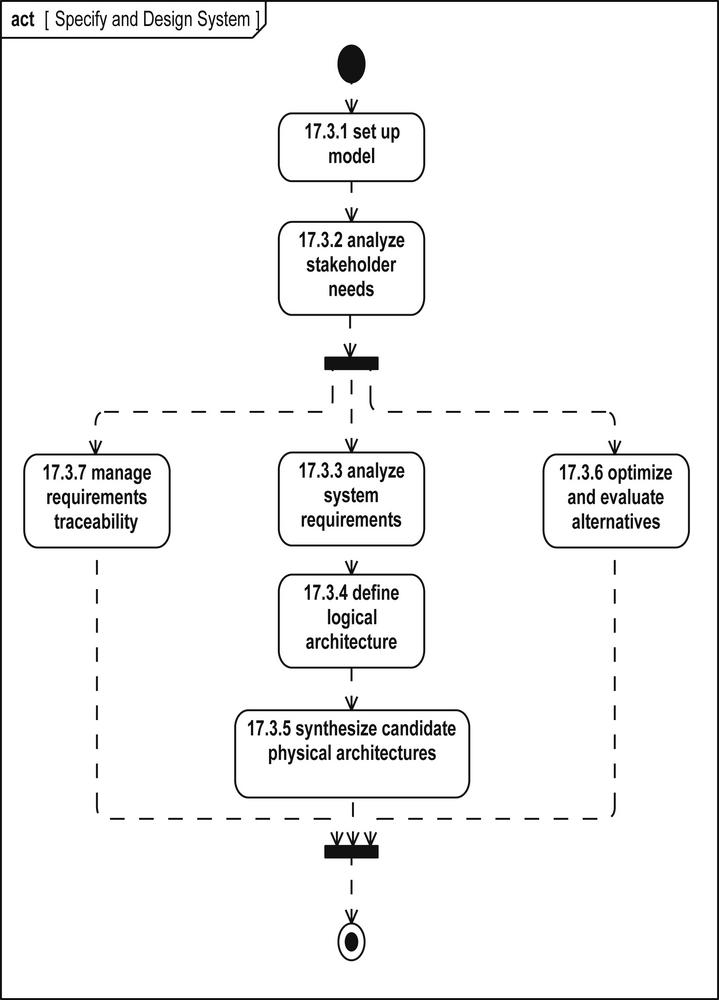 act [ Specify and Design System ]
17.3.1 set up
model
17.3.2 analyze
stakeholder
needs
17.3.7 manage
requirements
traceability
17.3.3 analyze
system
requirements
17.3.6 optimize
and evaluate
alternatives
17.3.4 define
logical
architecture
17.3.5 synthesize candidate
physical architectures